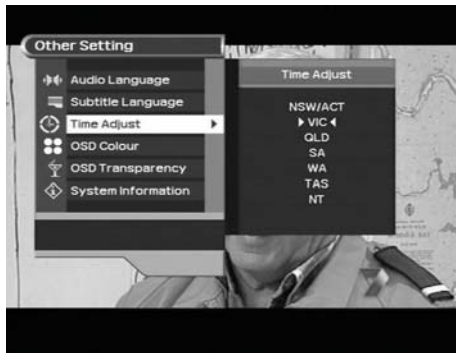 Other Setting
Audio Language
Subtitle Language
Time Adjust
OSD Colour
OSD Transparency
System Information
Time Adjust
NSW/ACT
VIC
QLD
SA
WA
TAS
NT